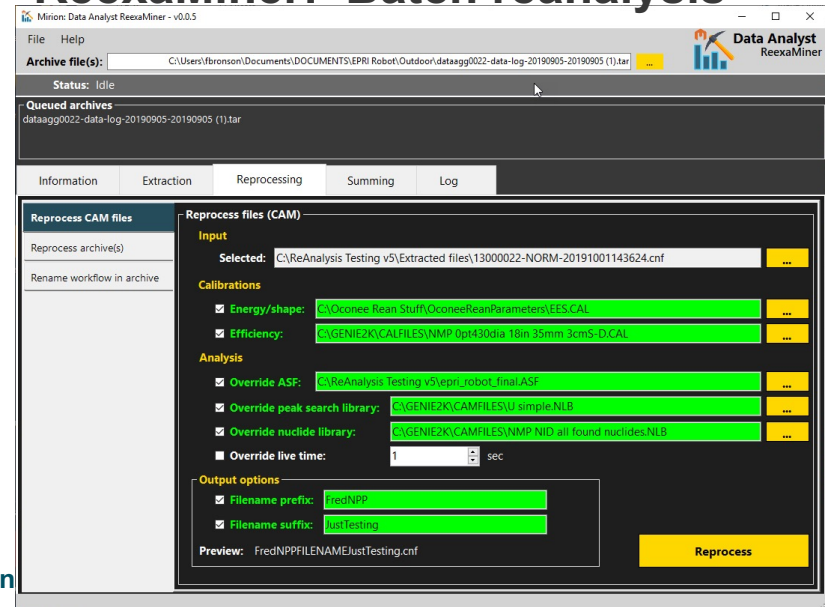 ReexaMiner: Batch reanalysis
Mirion: Data Analyst ReexaMiner - v0.0.5
File Help
Data Analyst
ReexaMiner
Archive file(s): C:\Users\fbronson\Documents\DOCUMENTS\EPRI Robot\Outdoor\dataagg0022-data-log-20190905-20190905 (1).tar ...
Status: Idle
Queued archives
dataagg0022-data-log-20190905-20190905 (1).tar
Information Extraction Reprocessing Summing Log
Reprocess CAM files
Reprocess archive(s)
Rename workflow in archive
Reprocess files (CAM)
Input
Selected: C:\ReAnalysis Testing v5\Extracted files\13000022-NORM-20191001143624.cnf ...
Calibrations
Energy/shape: C:\Oconee Rean Stuff\OconeeReanParameters\EES.CAL ...
Efficiency: C:\GENIE2K\CALFILES\NMP 0pt430dia 18in 35mm 3cmS-D.CAL ...
Analysis
Override ASF: C:\ReAnalysis Testing v5\epri_robot_final.ASF ...
Override peak search library: C:\GENIE2K\CAMFILES\U simple.NLB ...
Override nuclide library: C:\GENIE2K\CAMFILES\NMP NID all found nuclides.NLB ...
Override live time: 1 sec
Output options
Filename prefix: FredNPP
Filename suffix: JustTesting
Preview: FredNPPFILENAMEJustTesting.cnf
Reprocess
n